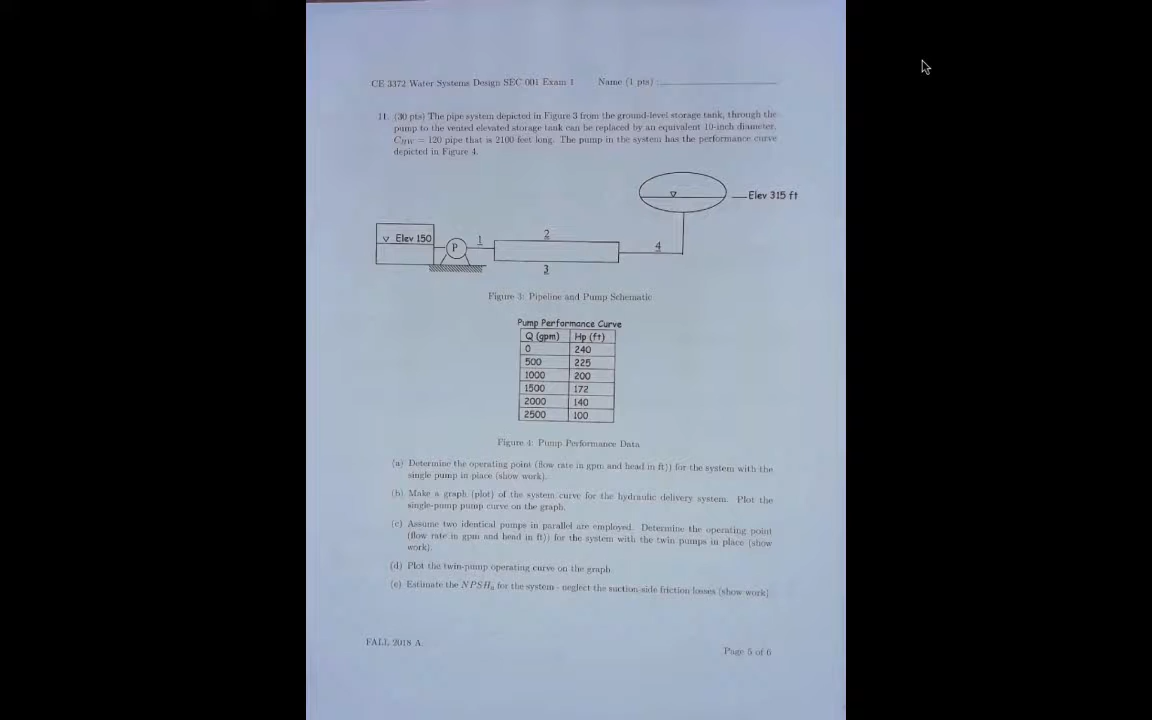 CE 3372 Water Systems Design SEC 001 Exam 1 Name (1 pts) :
11. (30 pts) The pipe system depicted in Figure 3 from the ground-level storage tank, through the
pump to the vented elevated storage tank can be replaced by an equivalent 10-inch diameter,
C_HW = 120 pipe that is 2100 feet long. The pump in the system has the performance curve
depicted in Figure 4.
Elev 315 ft
Elev 150
P
1
2
3
4
Figure 3: Pipeline and Pump Schematic
Pump Performance Curve
Q (gpm) Hp (ft)
0 240
500 225
1000 200
1500 172
2000 140
2500 100
Figure 4: Pump Performance Data
(a) Determine the operating point (flow rate in gpm and head in ft)) for the system with the
single pump in place (show work).
(b) Make a graph (plot) of the system curve for the hydraulic delivery system. Plot the
single-pump pump curve on the graph.
(c) Assume two identical pumps in parallel are employed. Determine the operating point
(flow rate in gpm and head in ft)) for the system with the twin pumps in place (show
work).
(d) Plot the twin-pump operating curve on the graph.
(e) Estimate the NPSH_a for the system - neglect the suction-side friction losses (show work)
FALL 2018 A
Page 5 of 6